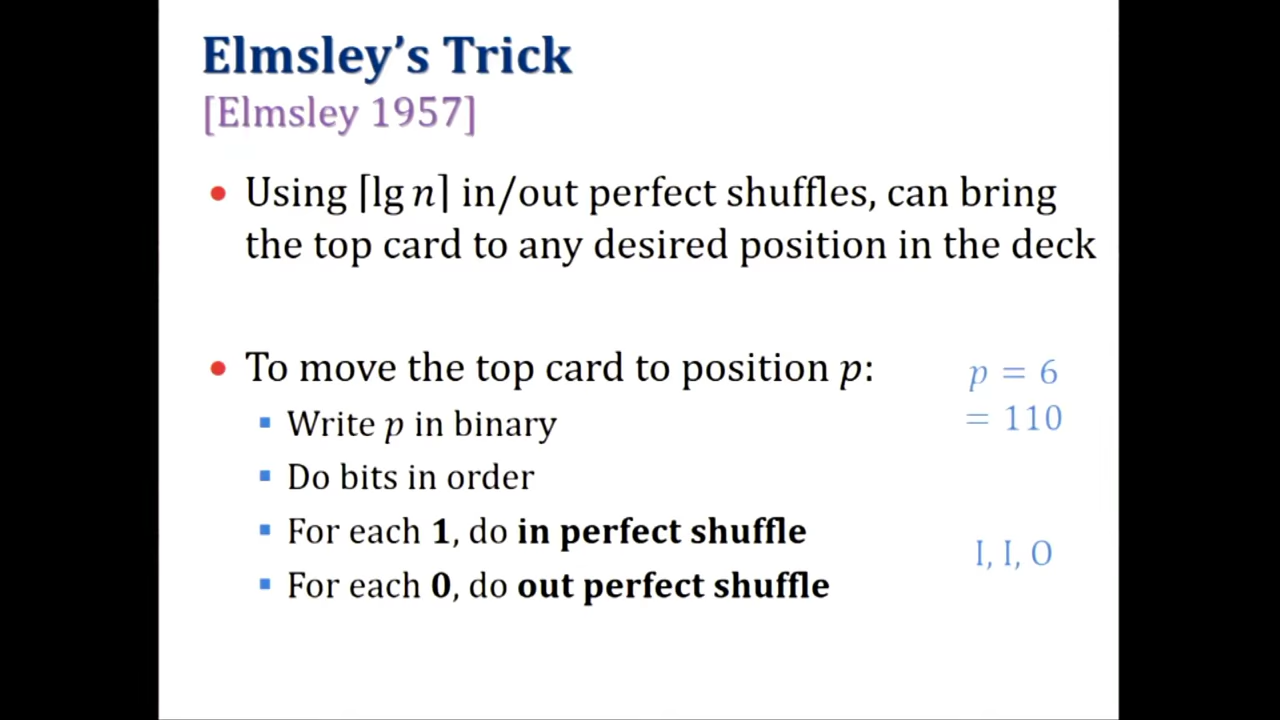 Elmsley’s Trick
[Elmsley 1957]
• Using ⌈lg n⌉ in/out perfect shuffles, can bring
the top card to any desired position in the deck
• To move the top card to position p:
p = 6
▪ Write p in binary
= 110
▪ Do bits in order
▪ For each 1, do in perfect shuffle
I, I, O
▪ For each 0, do out perfect shuffle